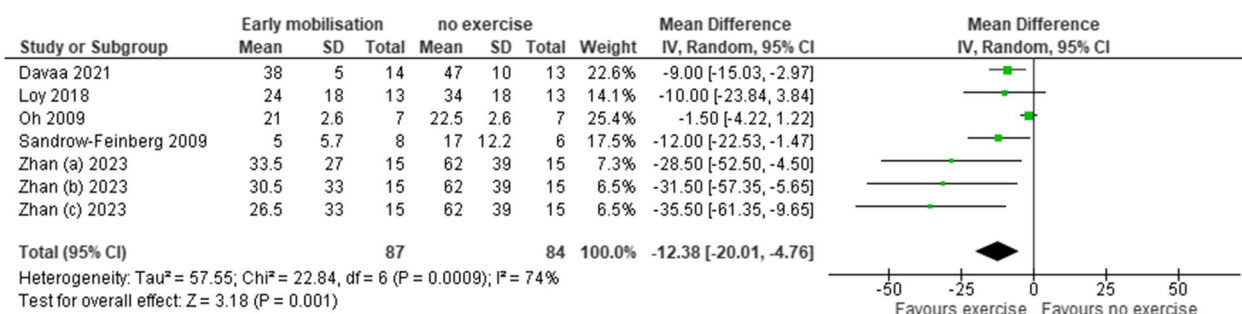 Early mobilisation no exercise Mean Difference Mean Difference
Study or Subgroup Mean SD Total Mean SD Total Weight IV, Random, 95% CI IV, Random, 95% CI
Davaa 2021 38 5 14 47 10 13 22.6% -9.00 [-15.03, -2.97]
Loy 2018 24 18 13 34 18 13 14.1% -10.00 [-23.84, 3.84]
Oh 2009 21 2.6 7 22.5 2.6 7 25.4% -1.50 [-4.22, 1.22]
Sandrow-Feinberg 2009 5 5.7 8 17 12.2 6 17.5% -12.00 [-22.53, -1.47]
Zhan (a) 2023 33.5 27 15 62 39 15 7.3% -28.50 [-52.50, -4.50]
Zhan (b) 2023 30.5 33 15 62 39 15 6.5% -31.50 [-57.35, -5.65]
Zhan (c) 2023 26.5 33 15 62 39 15 6.5% -35.50 [-61.35, -9.65]
Total (95% CI) 87 84 100.0% -12.38 [-20.01, -4.76]
Heterogeneity: Tau² = 57.55; Chi² = 22.84, df = 6 (P = 0.0009); I² = 74%
Test for overall effect: Z = 3.18 (P = 0.001)
-50 -25 0 25 50
Favours exercise Favours no exercise